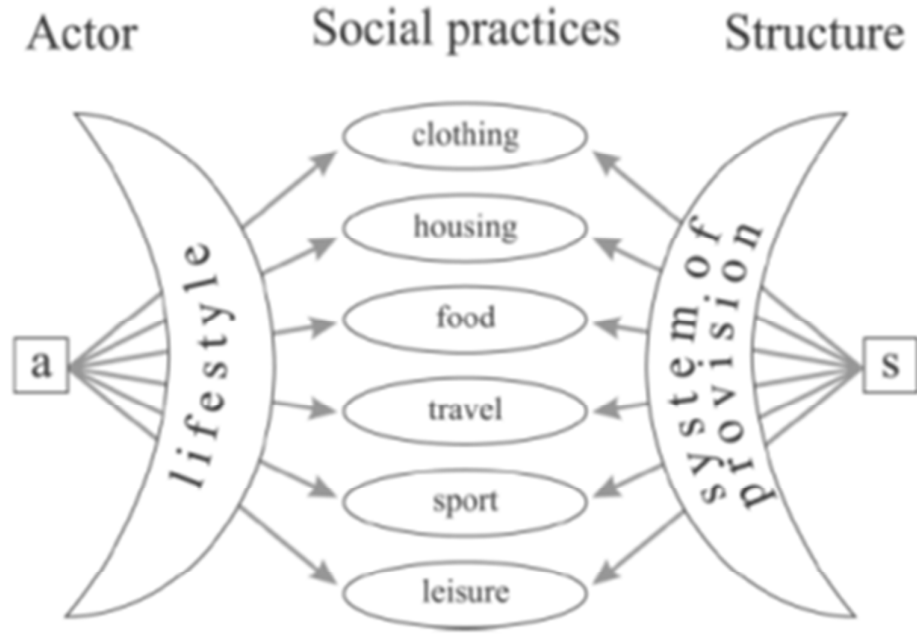 Actor
Social practices
Structure
clothing
housing
food
travel
sport
leisure
a
lifestyle
system of
provision
s